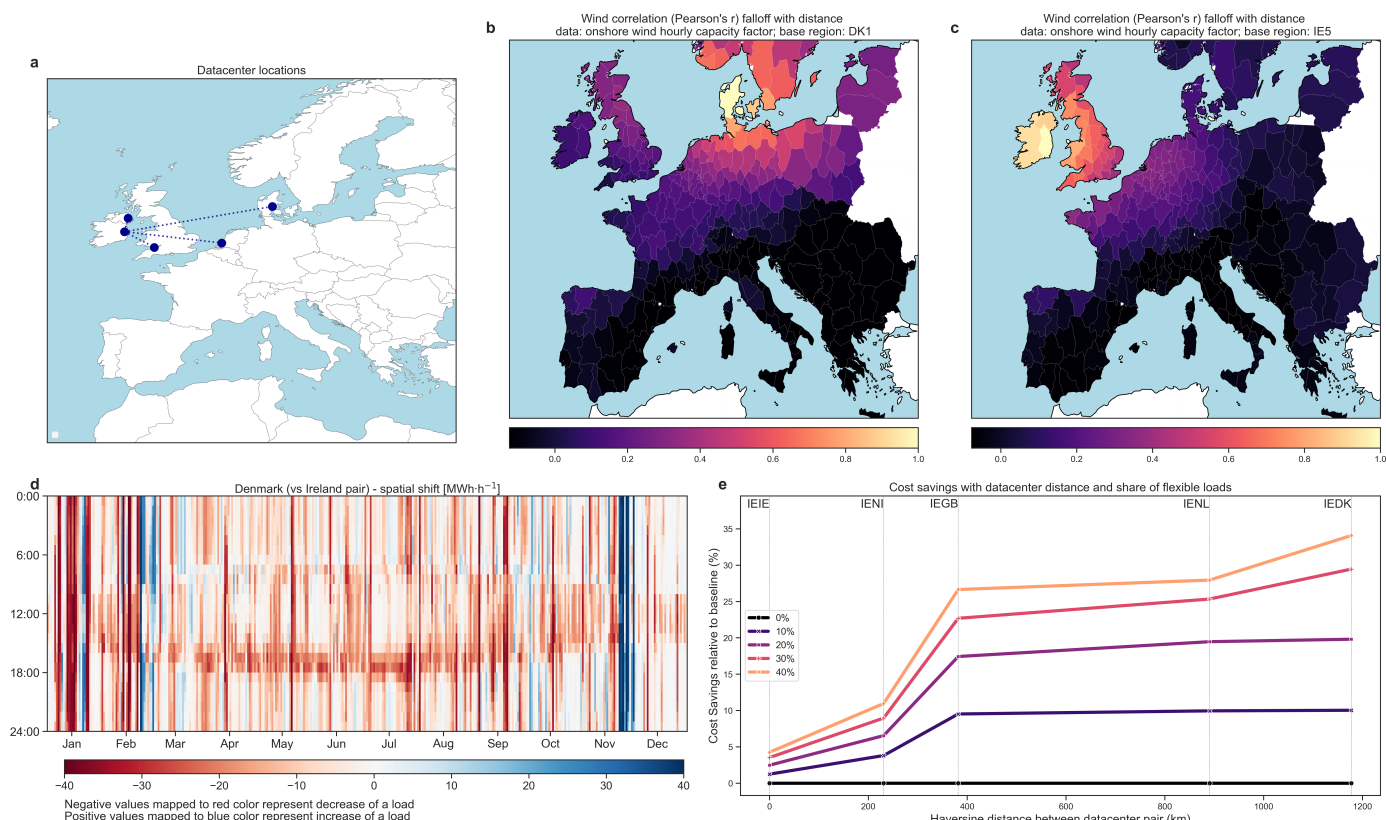 a
Datacenter locations
b
Wind correlation (Pearson's r) falloff with distance
data: onshore wind hourly capacity factor; base region: DK1
0.0 0.2 0.4 0.6 0.8 1.0
c
Wind correlation (Pearson's r) falloff with distance
data: onshore wind hourly capacity factor; base region: IE5
0.0 0.2 0.4 0.6 0.8 1.0
d
Denmark (vs Ireland pair) - spatial shift [MWh·h⁻¹]
0:00
6:00
12:00
18:00
24:00
Jan Feb Mar Apr May Jun Jul Aug Sep Oct Nov Dec
−40 −30 −20 −10 0 10 20 30 40
Negative values mapped to red color represent decrease of a load
Positive values mapped to blue color represent increase of a load
e
Cost savings with datacenter distance and share of flexible loads
IEIE IENI IEGB IENL IEDK
Cost Savings relative to baseline (%)
35
30
25
20
15
10
5
0
0%
10%
20%
30%
40%
0 200 400 600 800 1000 1200
Haversine distance between datacenter pair (km)